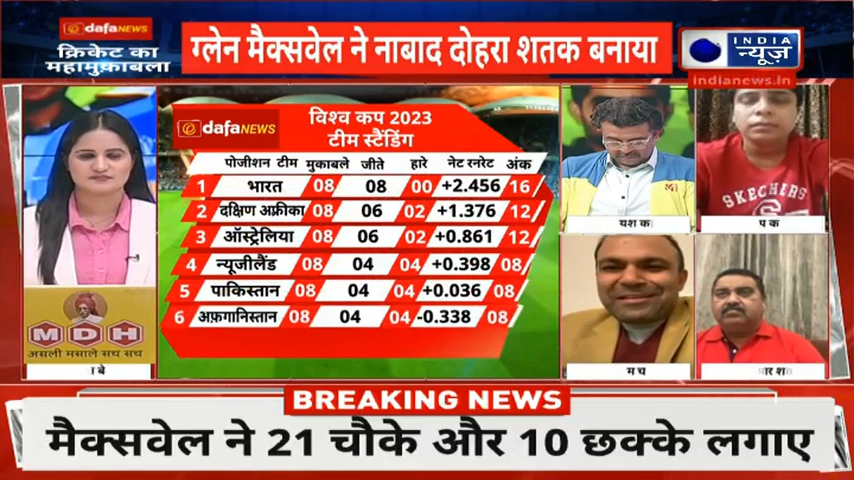 dafaNEWS
क्रिकेट का
महामुक़ाबला
ग्लेन मैक्सवेल ने नाबाद दोहरा शतक बनाया
INDIA
न्यूज़
indianews.in
dafaNEWS
विश्व कप 2023
टीम स्टैंडिंग
पोजीशन टीम मुकाबले जीते हारे नेट रनरेट अंक
1 भारत 08 08 00 +2.456 16
2 दक्षिण अफ्रीका 08 06 02 +1.376 12
3 ऑस्ट्रेलिया 08 06 02 +0.861 12
4 न्यूजीलैंड 08 04 04 +0.398 08
5 पाकिस्तान 08 04 04 +0.036 08
6 अफ़गानिस्तान 08 04 04 -0.338 08
SKECHERS
यश क
प क
MDH
असली मसाले सच सच
म च
पार शत
BREAKING NEWS
मैक्सवेल ने 21 चौके और 10 छक्के लगाए